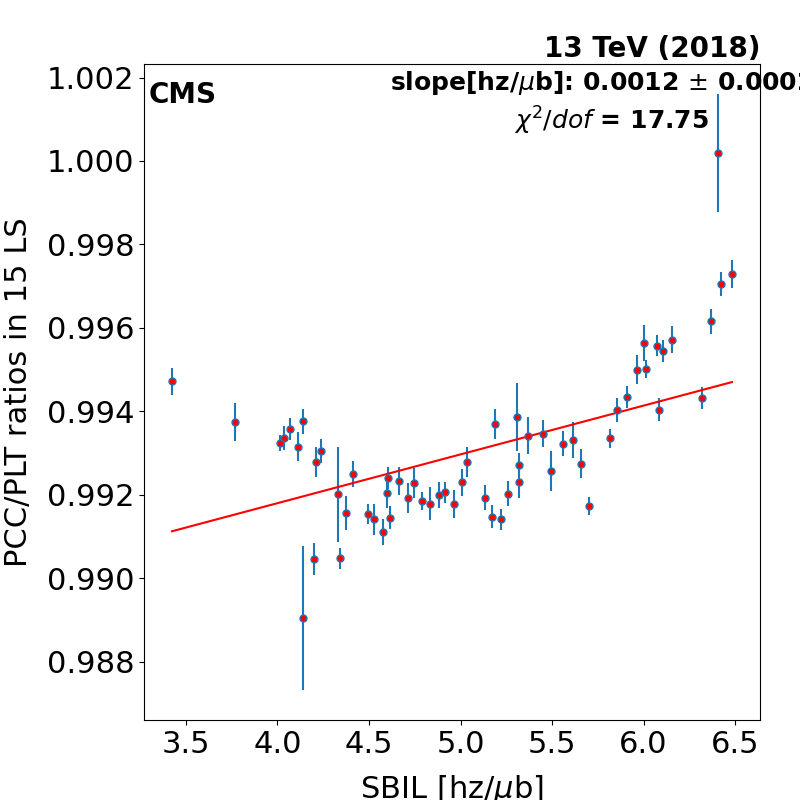 13 TeV (2018)
CMS
slope[hz/μb]: 0.0012 ± 0.000
χ²/dof = 17.75
PCC/PLT ratios in 15 LS
1.002
1.000
0.998
0.996
0.994
0.992
0.990
0.988
3.5 4.0 4.5 5.0 5.5 6.0 6.5
SBIL [hz/μb]